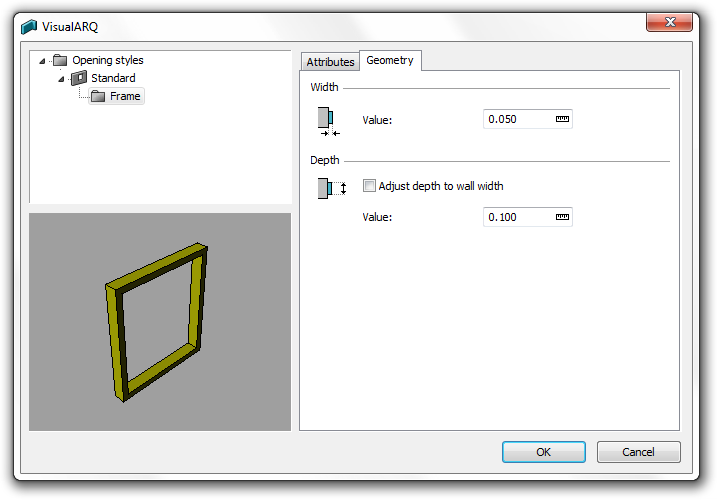 VisualARQ
Opening styles
Standard
Frame
Attributes
Geometry
Width
Value:
0.050
Depth
Adjust depth to wall width
Value:
0.100
OK
Cancel